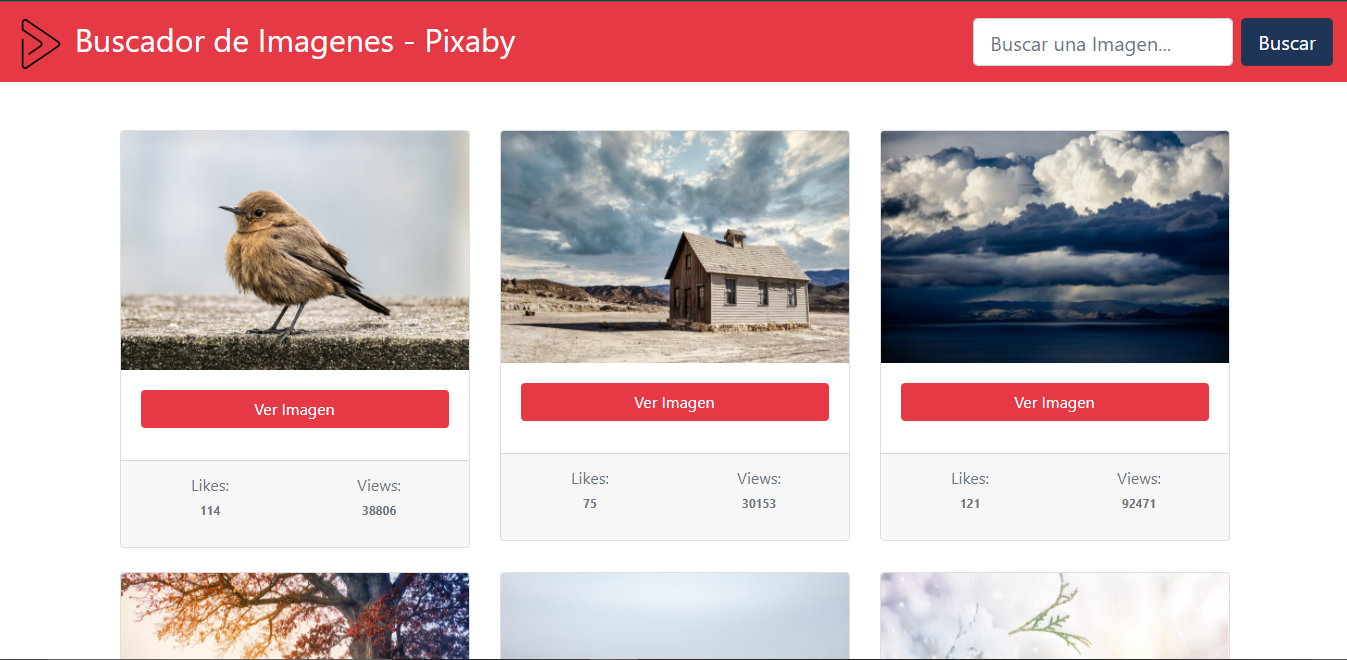 Buscador de Imagenes - Pixaby
Buscar una Imagen...
Buscar
Ver Imagen
Likes:
114
Views:
38806
Ver Imagen
Likes:
75
Views:
30153
Ver Imagen
Likes:
121
Views:
92471